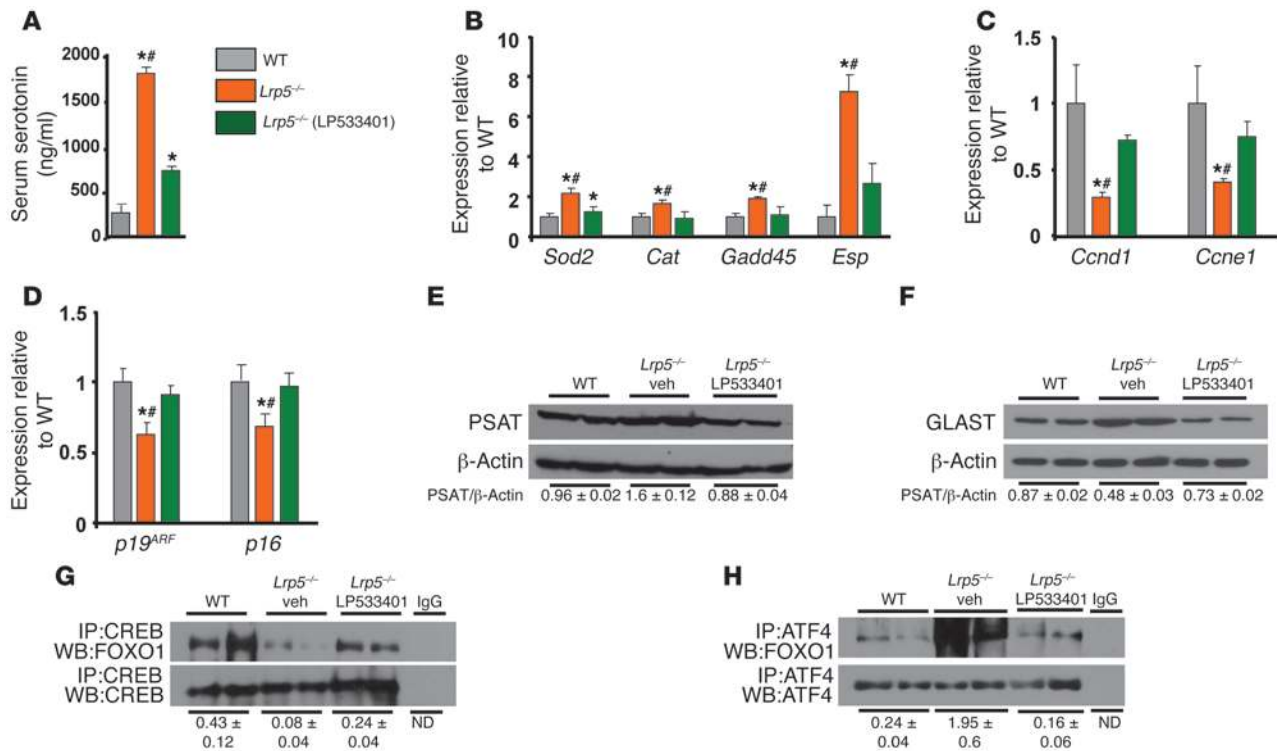 A
Serum serotonin
(ng/ml)
2000
1500
1000
500
0
*#
*
WT
Lrp5⁻/⁻
Lrp5⁻/⁻ (LP533401)
B
Expression relative
to WT
10
8
6
4
2
0
*#
*
*#
*#
*#
Sod2 Cat Gadd45 Esp
C
Expression relative
to WT
1.5
1
0.5
0
*#
*#
Ccnd1 Ccne1
D
Expression relative
to WT
1.5
1
0.5
0
*#
*#
p19ᴬᴿᶠ p16
E
WT Lrp5⁻/⁻ veh Lrp5⁻/⁻ LP533401
PSAT
β-Actin
PSAT/β-Actin 0.96 ± 0.02 1.6 ± 0.12 0.88 ± 0.04
F
WT Lrp5⁻/⁻ veh Lrp5⁻/⁻ LP533401
GLAST
β-Actin
PSAT/β-Actin 0.87 ± 0.02 0.48 ± 0.03 0.73 ± 0.02
G
WT Lrp5⁻/⁻ veh Lrp5⁻/⁻ LP533401 IgG
IP:CREB
WB:FOXO1
IP:CREB
WB:CREB
0.43 ± 0.12 0.08 ± 0.04 0.24 ± 0.04 ND
H
WT Lrp5⁻/⁻ veh Lrp5⁻/⁻ LP533401 IgG
IP:ATF4
WB:FOXO1
IP:ATF4
WB:ATF4
0.24 ± 0.04 1.95 ± 0.6 0.16 ± 0.06 ND